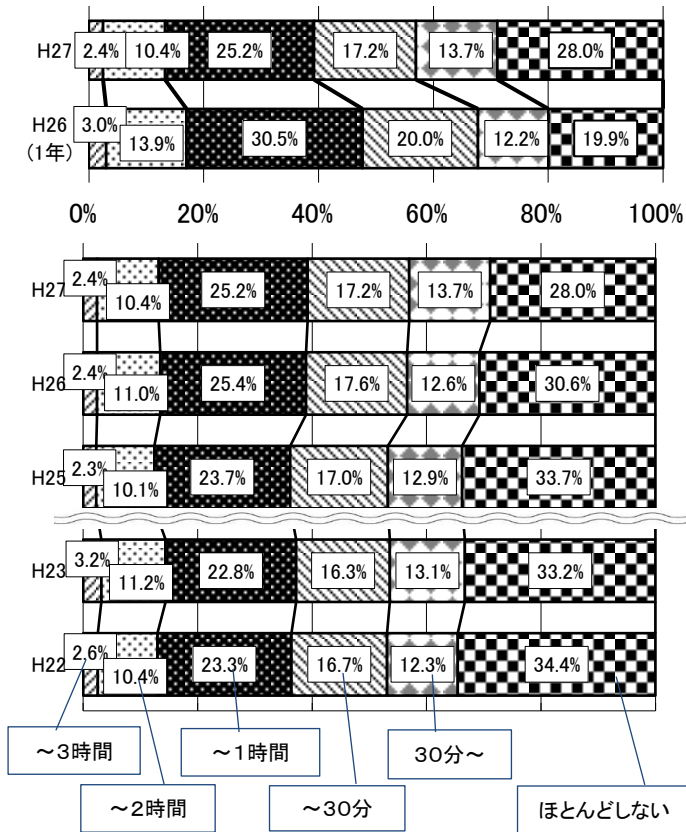 H27 2.4% 10.4% 25.2% 17.2% 13.7% 28.0%
H26 3.0% 13.9% 30.5% 20.0% 12.2% 19.9%
(1年)
0% 20% 40% 60% 80% 100%
H27 2.4% 10.4% 25.2% 17.2% 13.7% 28.0%
H26 2.4% 11.0% 25.4% 17.6% 12.6% 30.6%
H25 2.3% 10.1% 23.7% 17.0% 12.9% 33.7%
H23 3.2% 11.2% 22.8% 16.3% 13.1% 33.2%
H22 2.6% 10.4% 23.3% 16.7% 12.3% 34.4%
～3時間 ～1時間 30分～
～2時間 ～30分 ほとんどしない